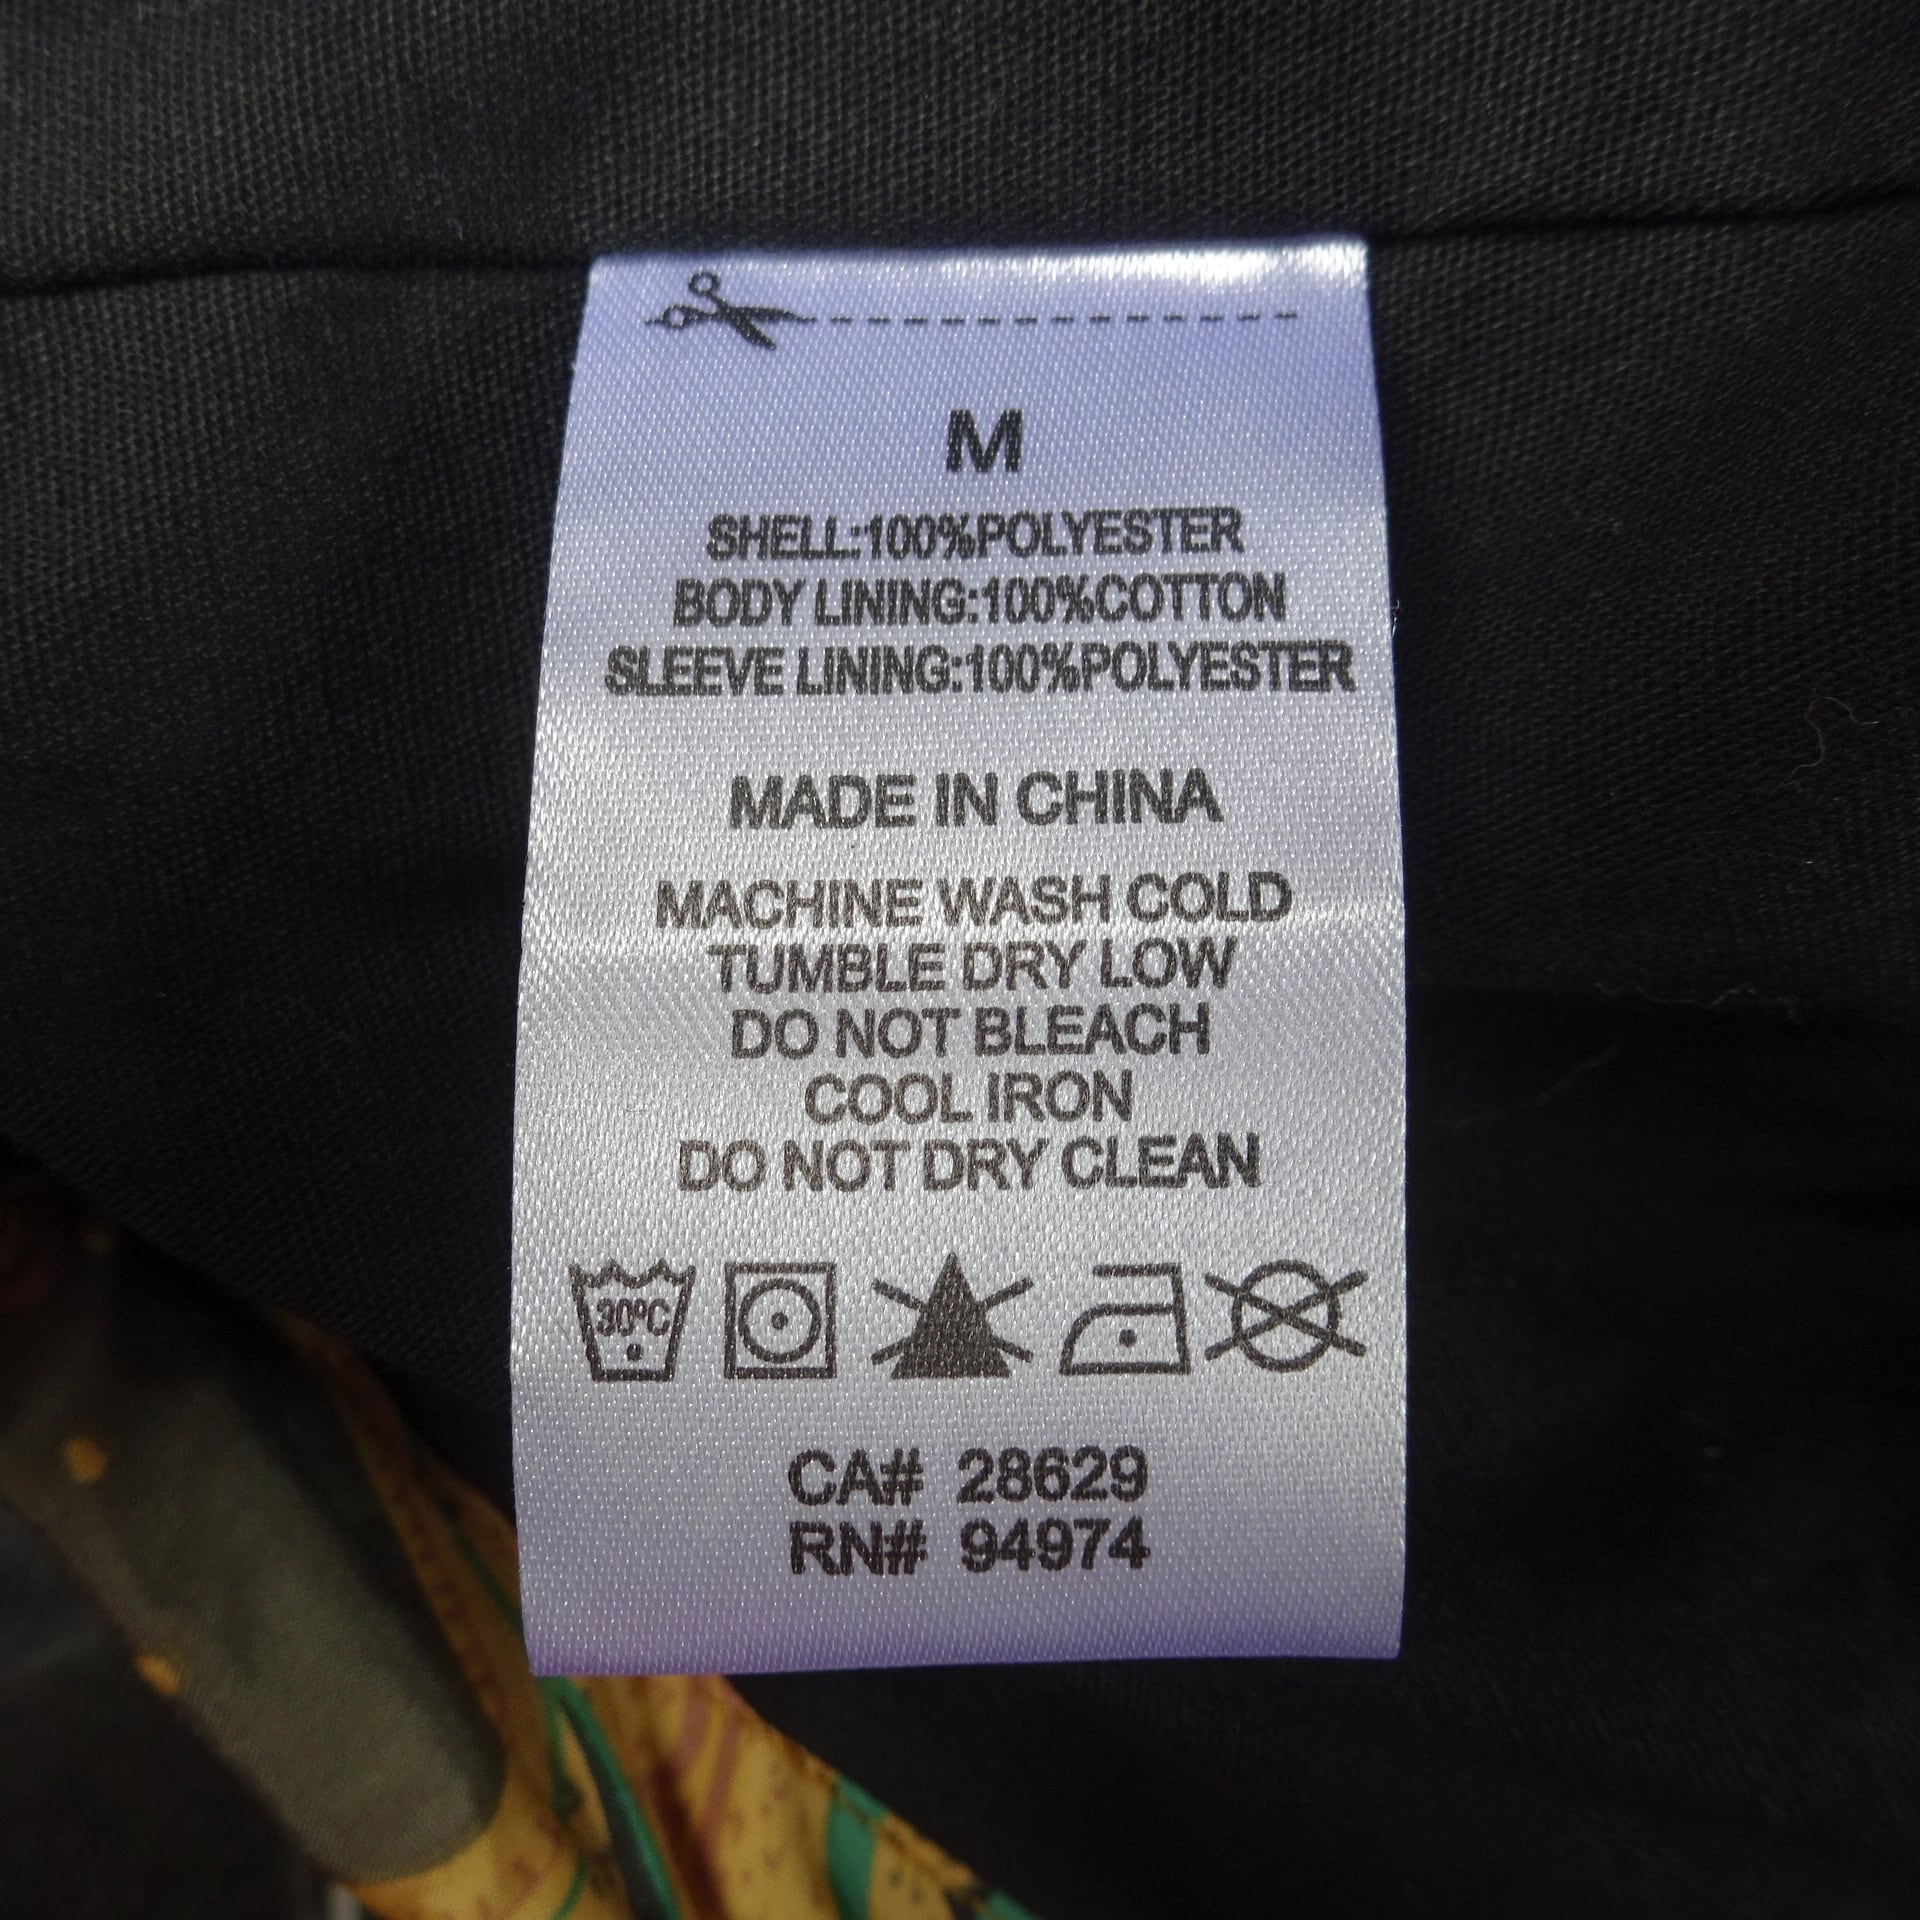 M
SHELL:100%POLYESTER
BODY LINING:100%COTTON
SLEEVE LINING:100%POLYESTER
MADE IN CHINA
MACHINE WASH COLD
TUMBLE DRY LOW
DO NOT BLEACH
COOL IRON
DO NOT DRY CLEAN
30ºC
CA# 28629
RN# 94974